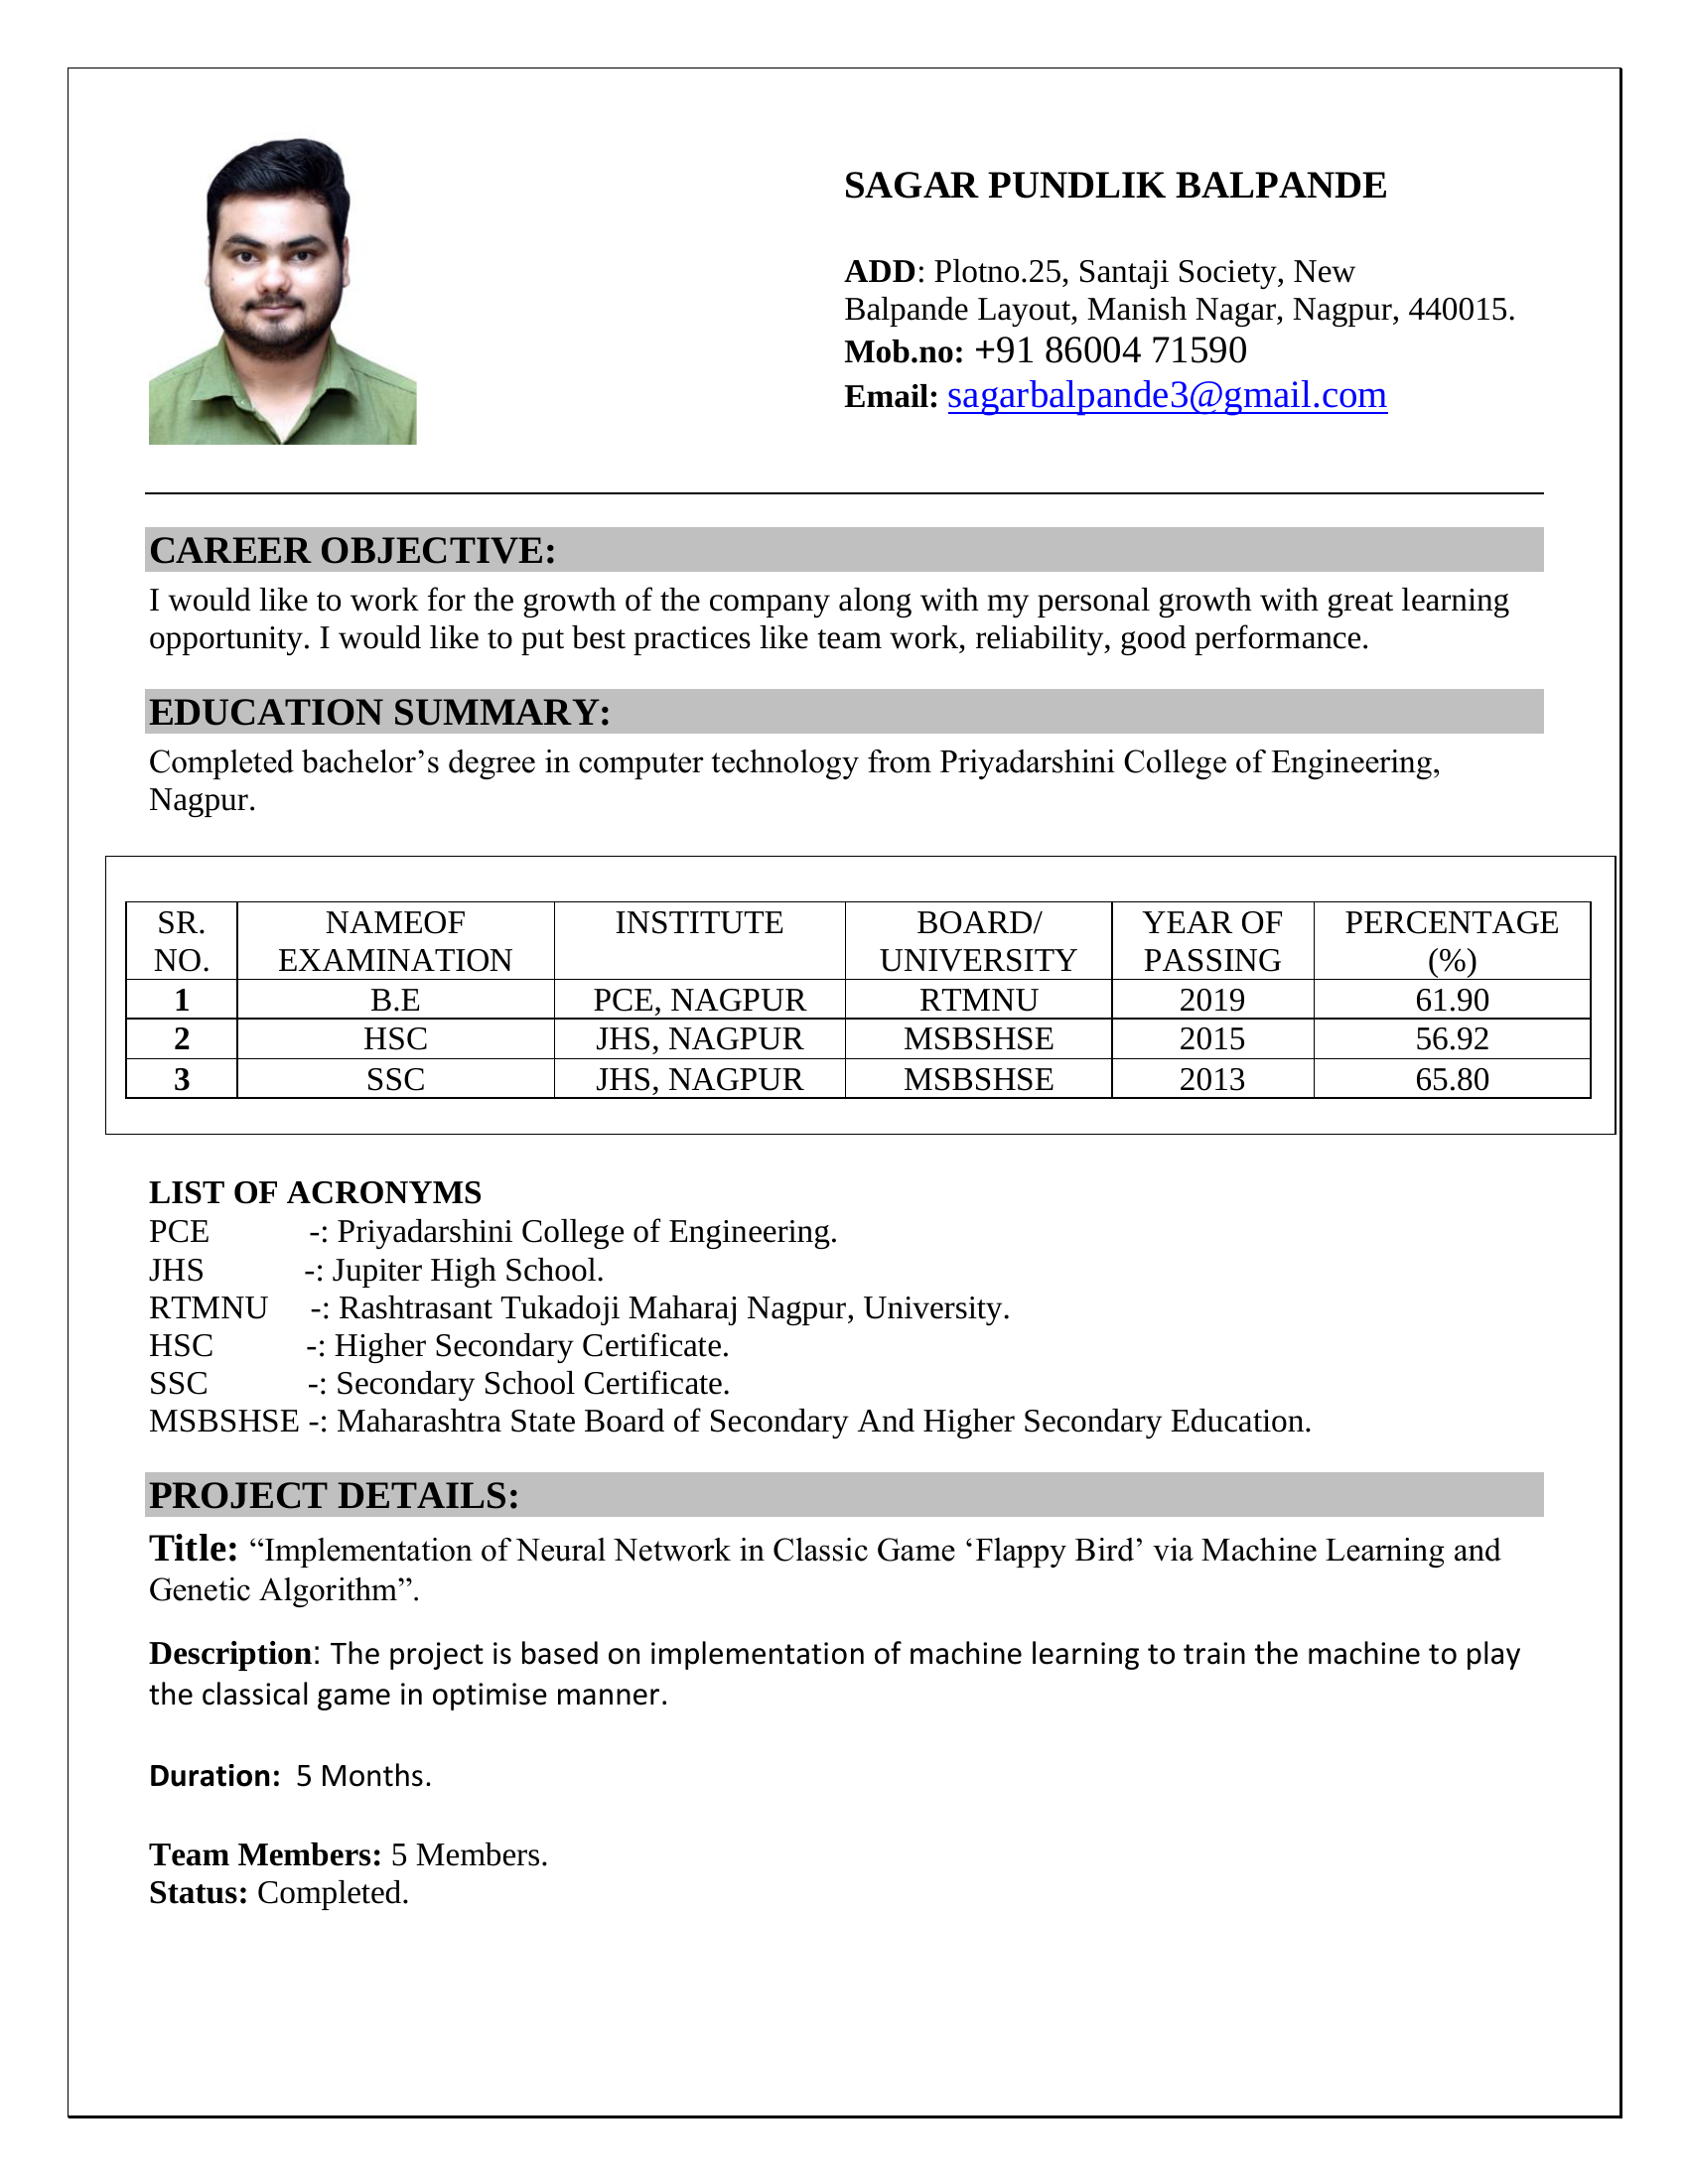 SAGAR PUNDLIK BALPANDE
ADD: Plotno.25, Santaji Society, New
Balpande Layout, Manish Nagar, Nagpur, 440015.
Mob.no: +91 86004 71590
Email: sagarbalpande3@gmail.com
CAREER OBJECTIVE:
I would like to work for the growth of the company along with my personal growth with great learning
opportunity. I would like to put best practices like team work, reliability, good performance.
EDUCATION SUMMARY:
Completed bachelor’s degree in computer technology from Priyadarshini College of Engineering,
Nagpur.
SR. NAMEOF INSTITUTE BOARD/ YEAR OF PERCENTAGE
NO. EXAMINATION UNIVERSITY PASSING (%)
1 B.E PCE, NAGPUR RTMNU 2019 61.90
2 HSC JHS, NAGPUR MSBSHSE 2015 56.92
3 SSC JHS, NAGPUR MSBSHSE 2013 65.80
LIST OF ACRONYMS
PCE -: Priyadarshini College of Engineering.
JHS -: Jupiter High School.
RTMNU -: Rashtrasant Tukadoji Maharaj Nagpur, University.
HSC -: Higher Secondary Certificate.
SSC -: Secondary School Certificate.
MSBSHSE -: Maharashtra State Board of Secondary And Higher Secondary Education.
PROJECT DETAILS:
Title: “Implementation of Neural Network in Classic Game ‘Flappy Bird’ via Machine Learning and
Genetic Algorithm”.
Description: The project is based on implementation of machine learning to train the machine to play
the classical game in optimise manner.
Duration: 5 Months.
Team Members: 5 Members.
Status: Completed.